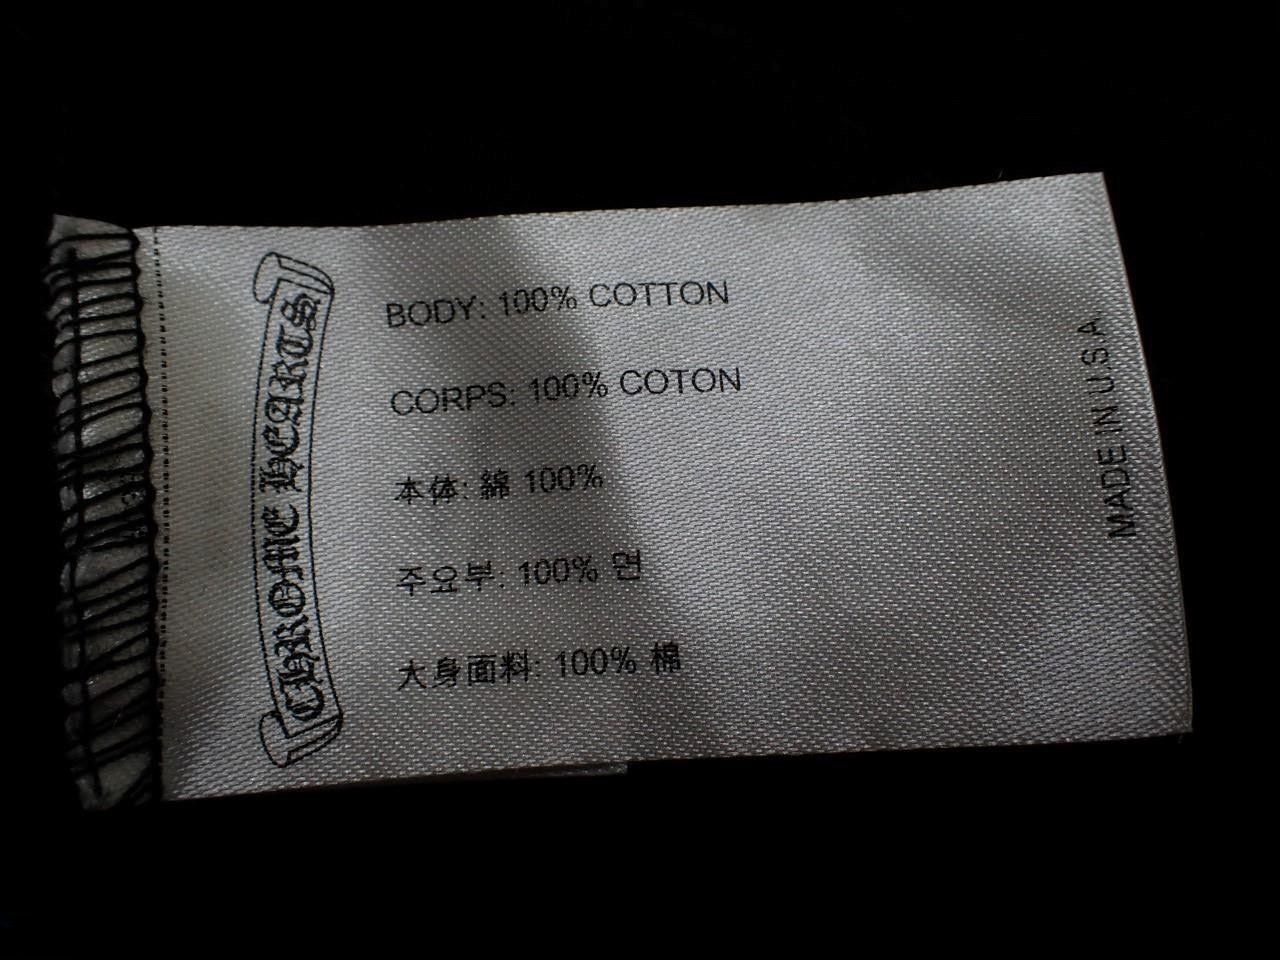 CHROME HEARTS
BODY: 100% COTTON
CORPS: 100% COTON
本体: 綿 100%
주요부: 100% 면
大身面料: 100% 棉
MADE IN USA